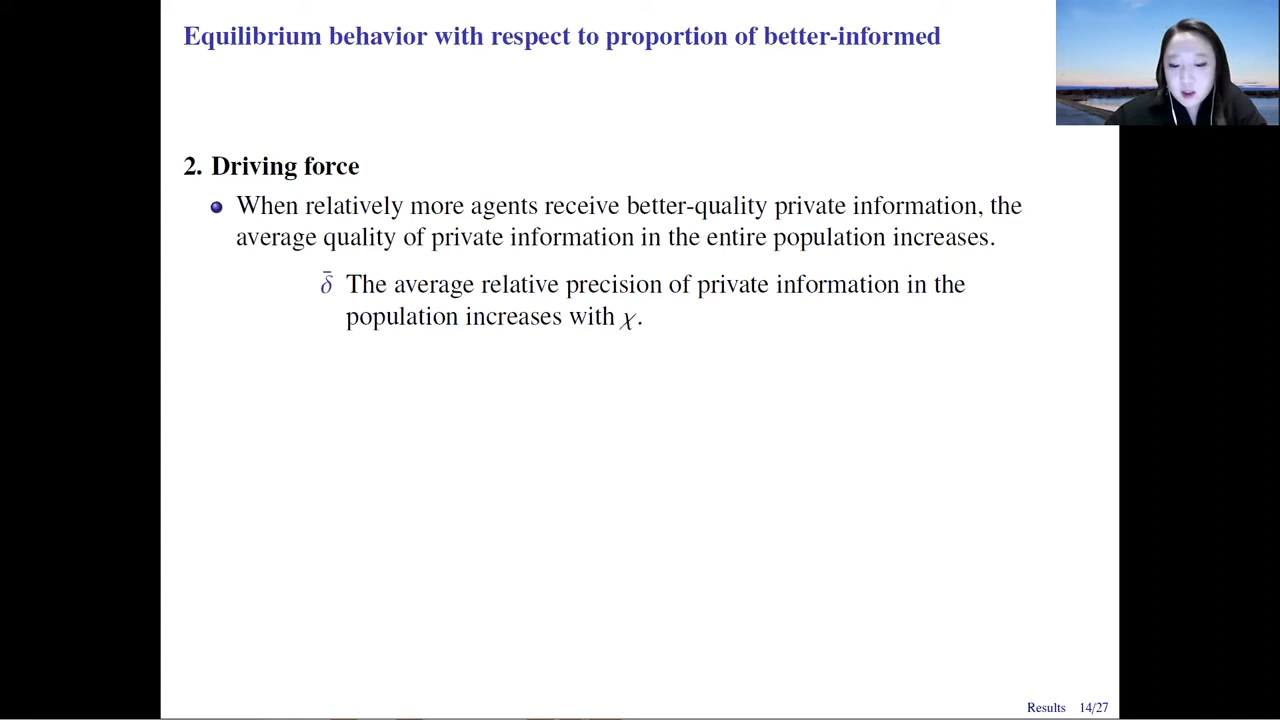 Equilibrium behavior with respect to proportion of better-informed
2. Driving force
When relatively more agents receive better-quality private information, the
average quality of private information in the entire population increases.
δ̄ The average relative precision of private information in the
population increases with χ.
Results 14/27